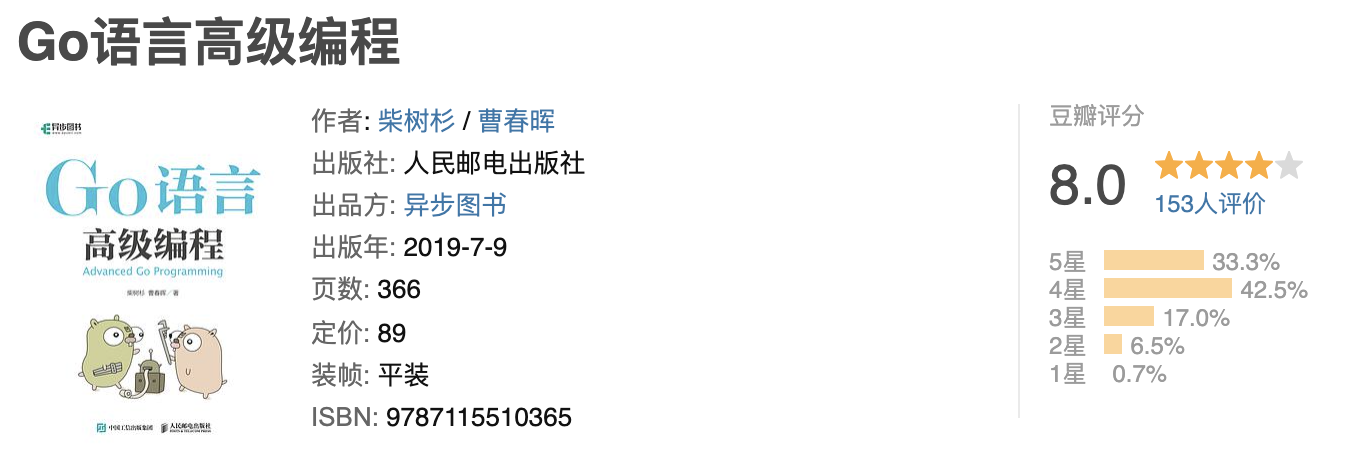 Go语言高级编程
异步图书
Go语言
高级编程
Advanced Go Programming
柴树杉 曹春晖／著
中国工信出版集团 人民邮电出版社
POSTS & TELECOM PRESS
作者: 柴树杉 / 曹春晖
出版社: 人民邮电出版社
出品方: 异步图书
出版年: 2019-7-9
页数: 366
定价: 89
装帧: 平装
ISBN: 9787115510365
豆瓣评分
8.0
153人评价
5星 33.3%
4星 42.5%
3星 17.0%
2星 6.5%
1星 0.7%